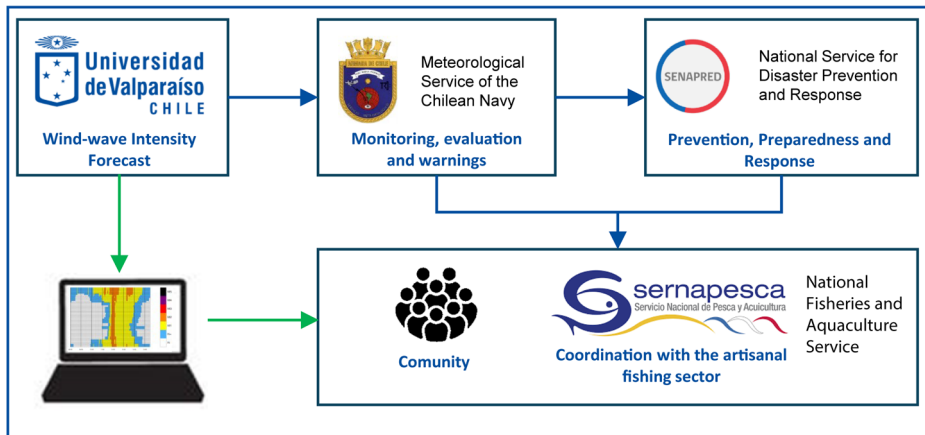 Universidad
de Valparaíso
CHILE
Wind-wave Intensity
Forecast
Meteorological
Service of the
Chilean Navy
Monitoring, evaluation
and warnings
SENAPRED
National Service for
Disaster Prevention
and Response
Prevention, Preparedness and
Response
Comunity
sernapesca
Servicio Nacional de Pesca y Acuicultura
Coordination with the artisanal
fishing sector
National
Fisheries and
Aquaculture
Service